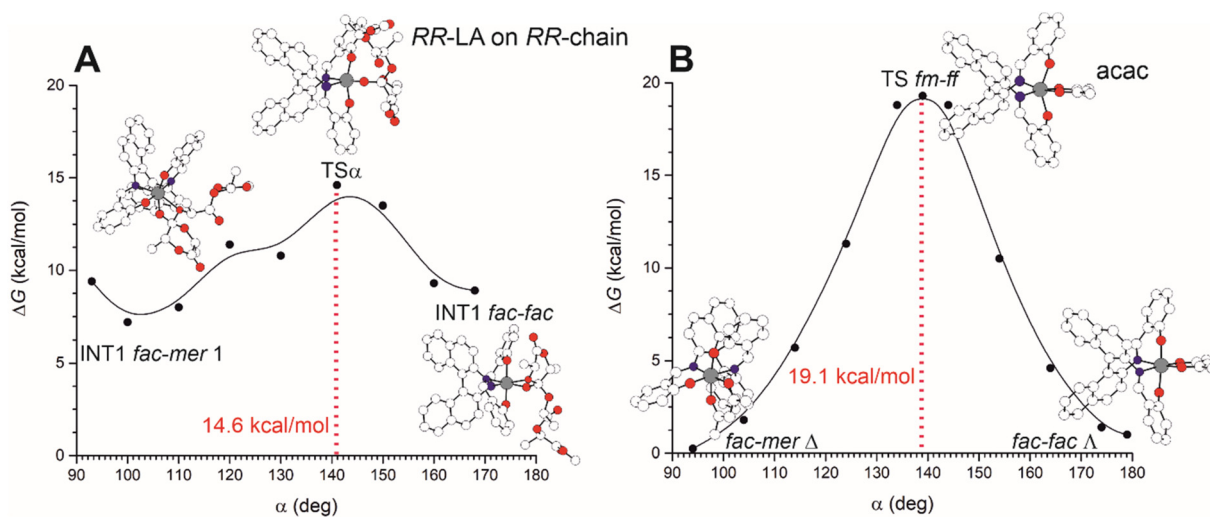 A
RR-LA on RR-chain
20
15
10
5
0
ΔG (kcal/mol)
TSα
INT1 fac-mer 1
INT1 fac-fac
14.6 kcal/mol
90 100 110 120 130 140 150 160 170 180
α (deg)
B
TS fm-ff
acac
20
15
10
5
0
ΔG (kcal/mol)
19.1 kcal/mol
fac-mer Δ
fac-fac Λ
90 100 110 120 130 140 150 160 170 180
α (deg)